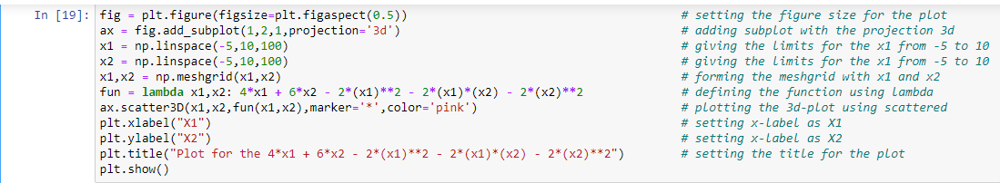 In [19]: fig = plt.figure(figsize=plt.figaspect(0.5)) # setting the figure size for the plot
ax = fig.add_subplot(1,2,1,projection='3d') # adding subplot with the projection 3d
x1 = np.linspace(-5,10,100) # giving the limits for the x1 from -5 to 10
x2 = np.linspace(-5,10,100) # giving the limits for the x1 from -5 to 10
x1,x2 = np.meshgrid(x1,x2) # forming the meshgrid with x1 and x2
fun = lambda x1,x2: 4*x1 + 6*x2 - 2*(x1)**2 - 2*(x1)*(x2) - 2*(x2)**2 # defining the function using lambda
ax.scatter3D(x1,x2,fun(x1,x2),marker='*',color='pink') # plotting the 3d-plot using scattered
plt.xlabel("X1") # setting x-label as X1
plt.ylabel("X2") # setting x-label as X2
plt.title("Plot for the 4*x1 + 6*x2 - 2*(x1)**2 - 2*(x1)*(x2) - 2*(x2)**2") # setting the title for the plot
plt.show()